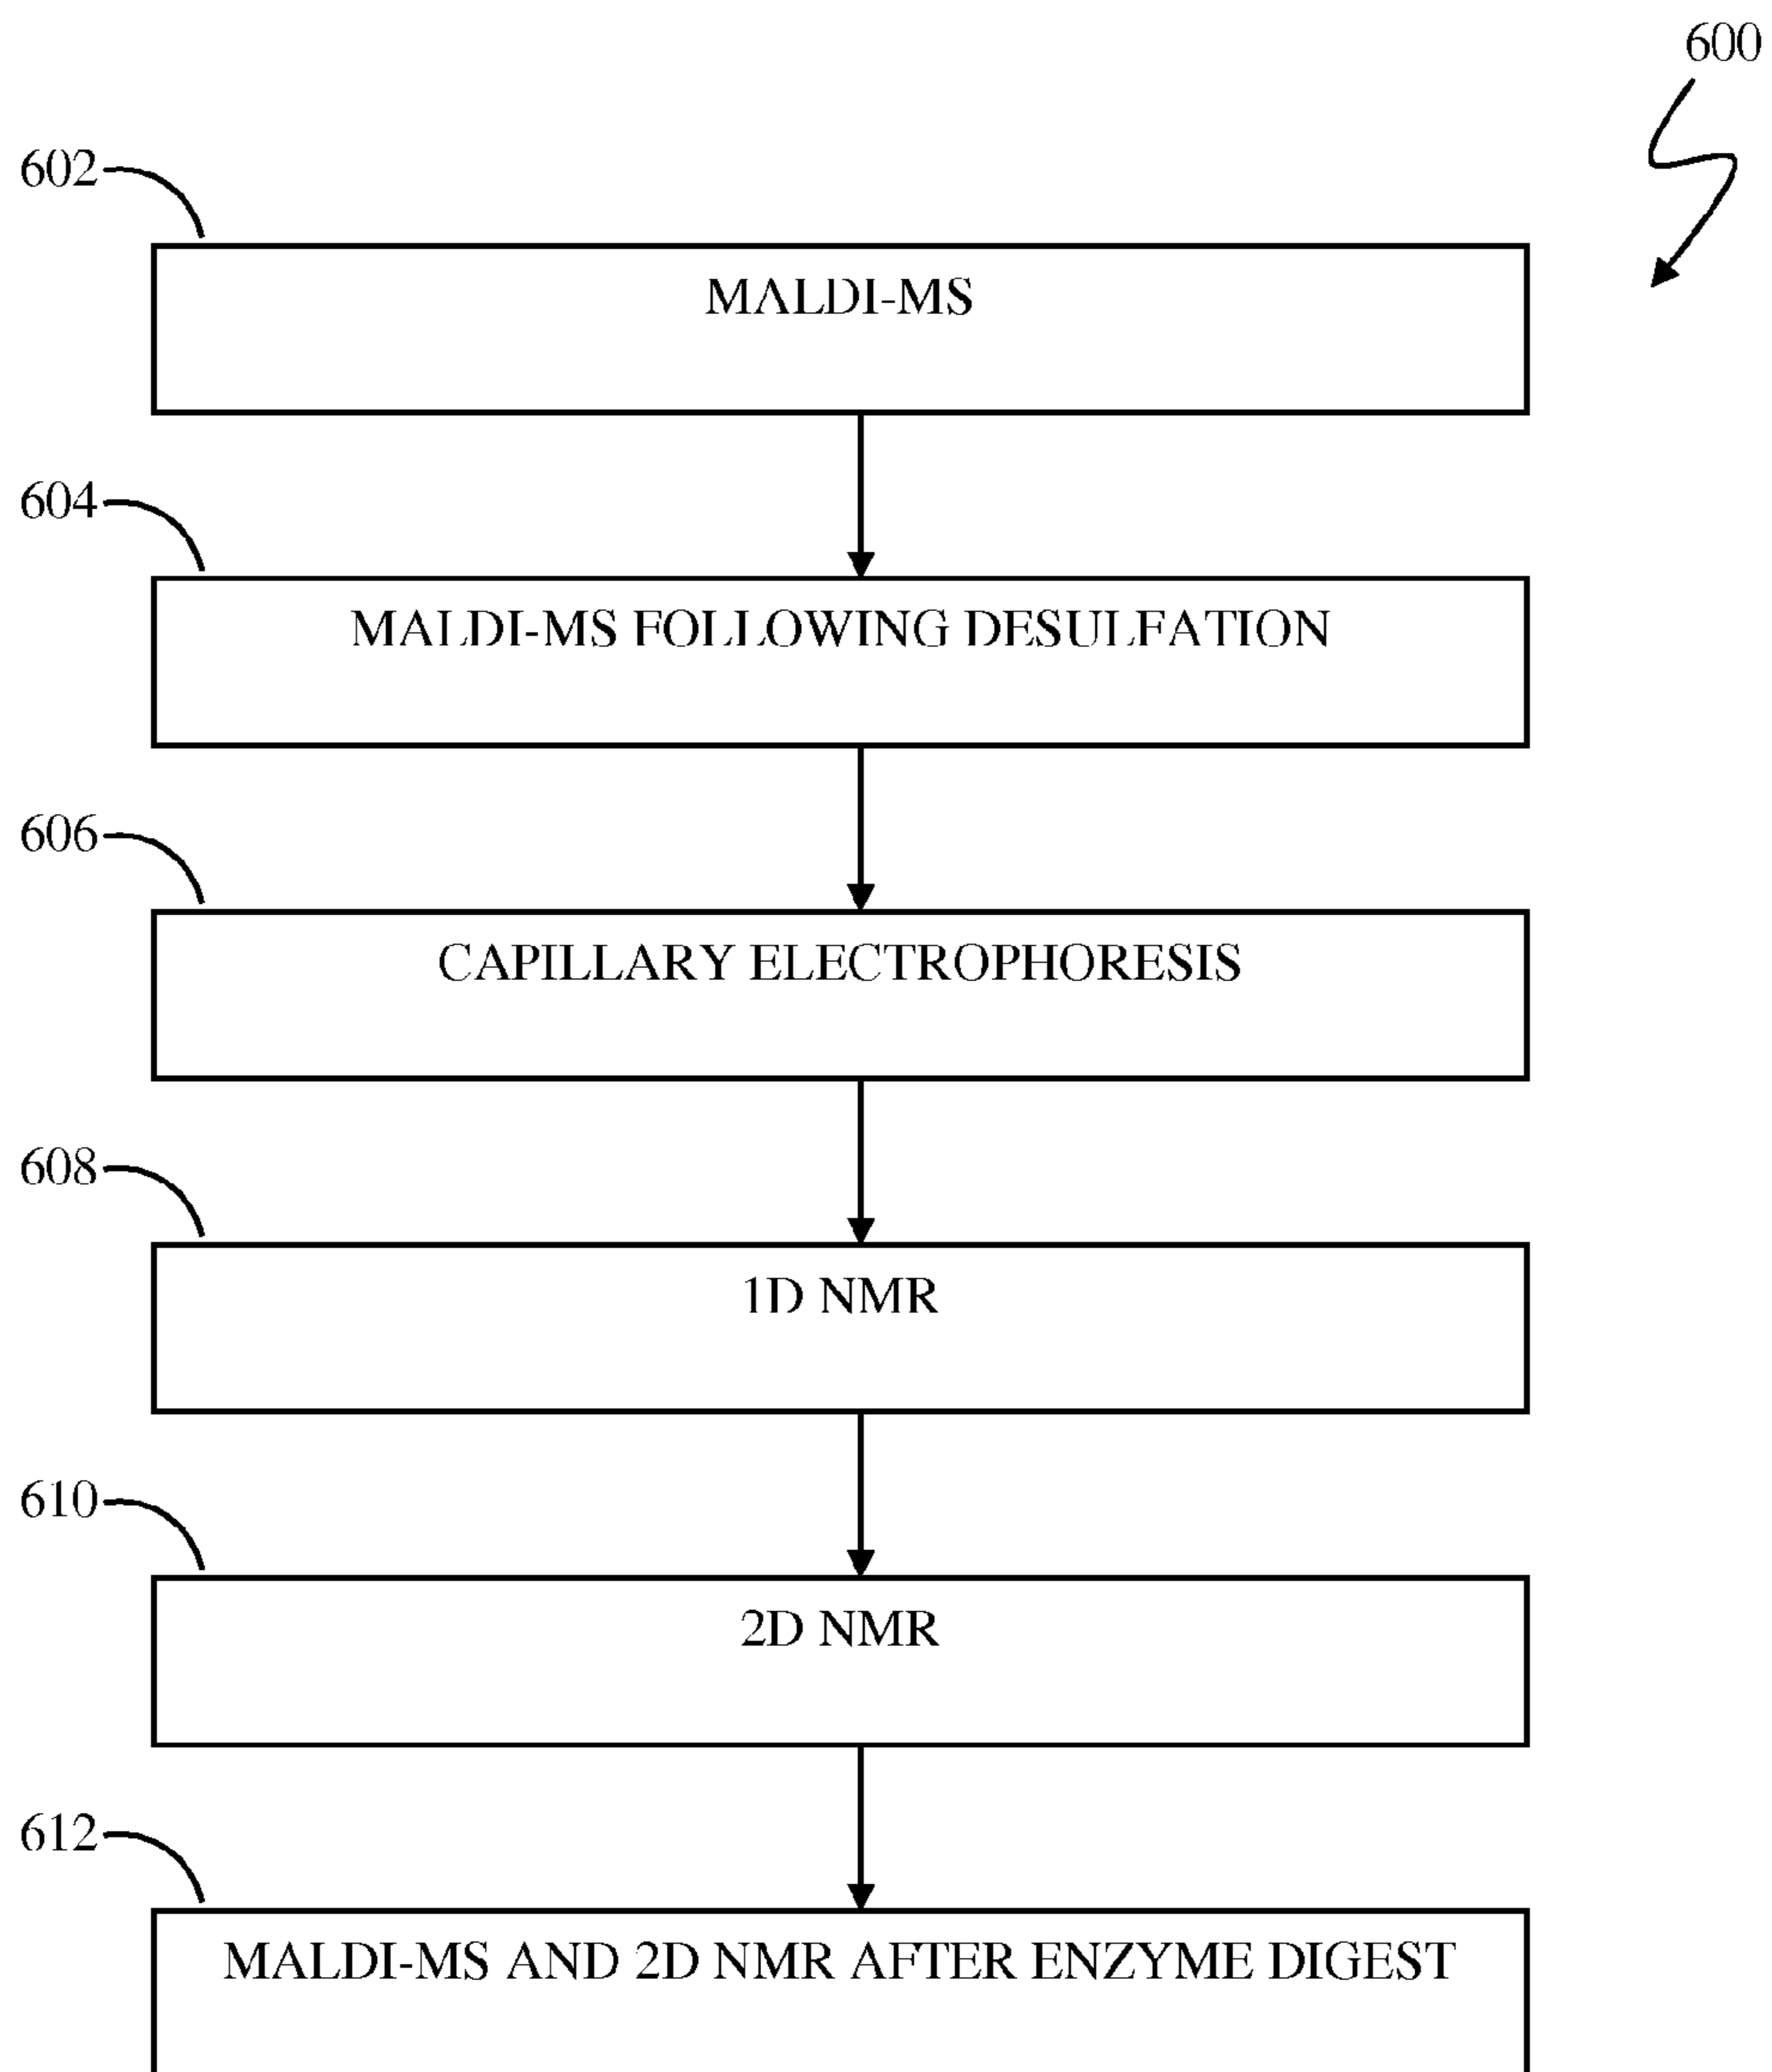 600
602
MALDI-MS
604
MALDI-MS FOLLOWING DESULFATION
606
CAPILLARY ELECTROPHORESIS
608
1D NMR
610
2D NMR
612
MALDI-MS AND 2D NMR AFTER ENZYME DIGEST